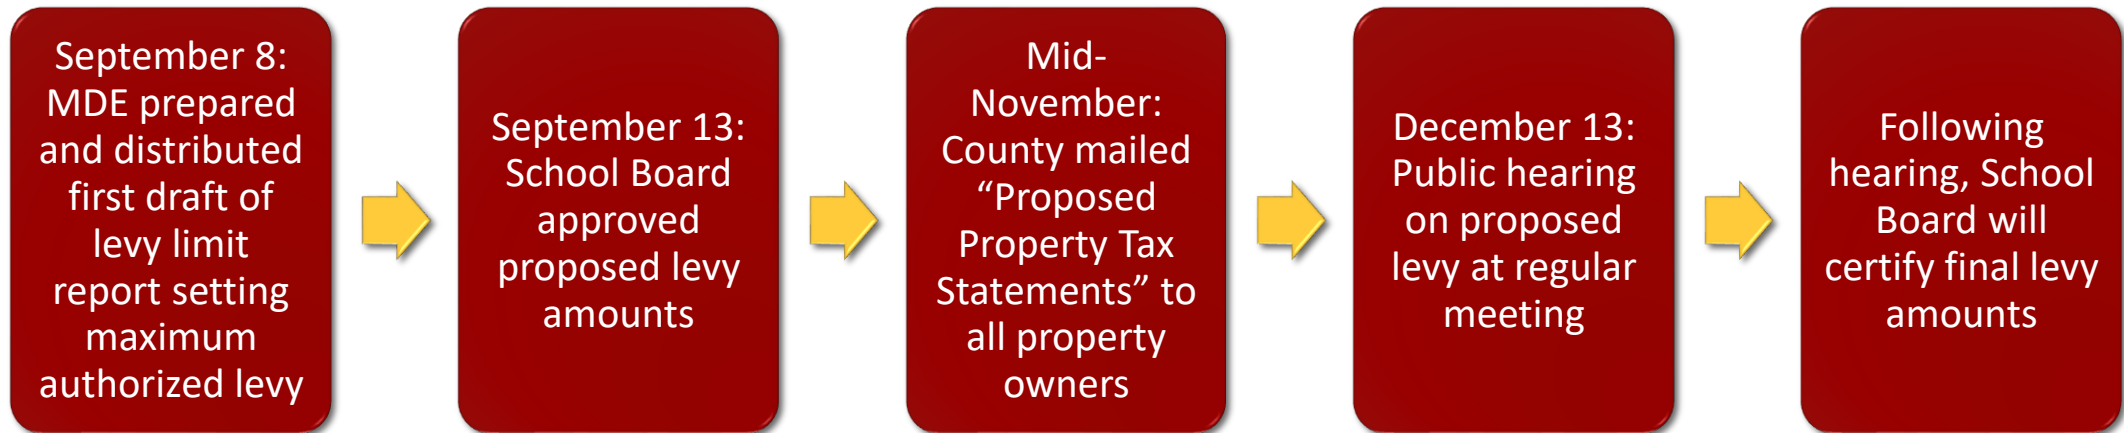 September 8:
MDE prepared
and distributed
first draft of
levy limit
report setting
maximum
authorized levy
September 13:
School Board
approved
proposed levy
amounts
Mid-
November:
County mailed
“Proposed
Property Tax
Statements” to
all property
owners
December 13:
Public hearing
on proposed
levy at regular
meeting
Following
hearing, School
Board will
certify final levy
amounts